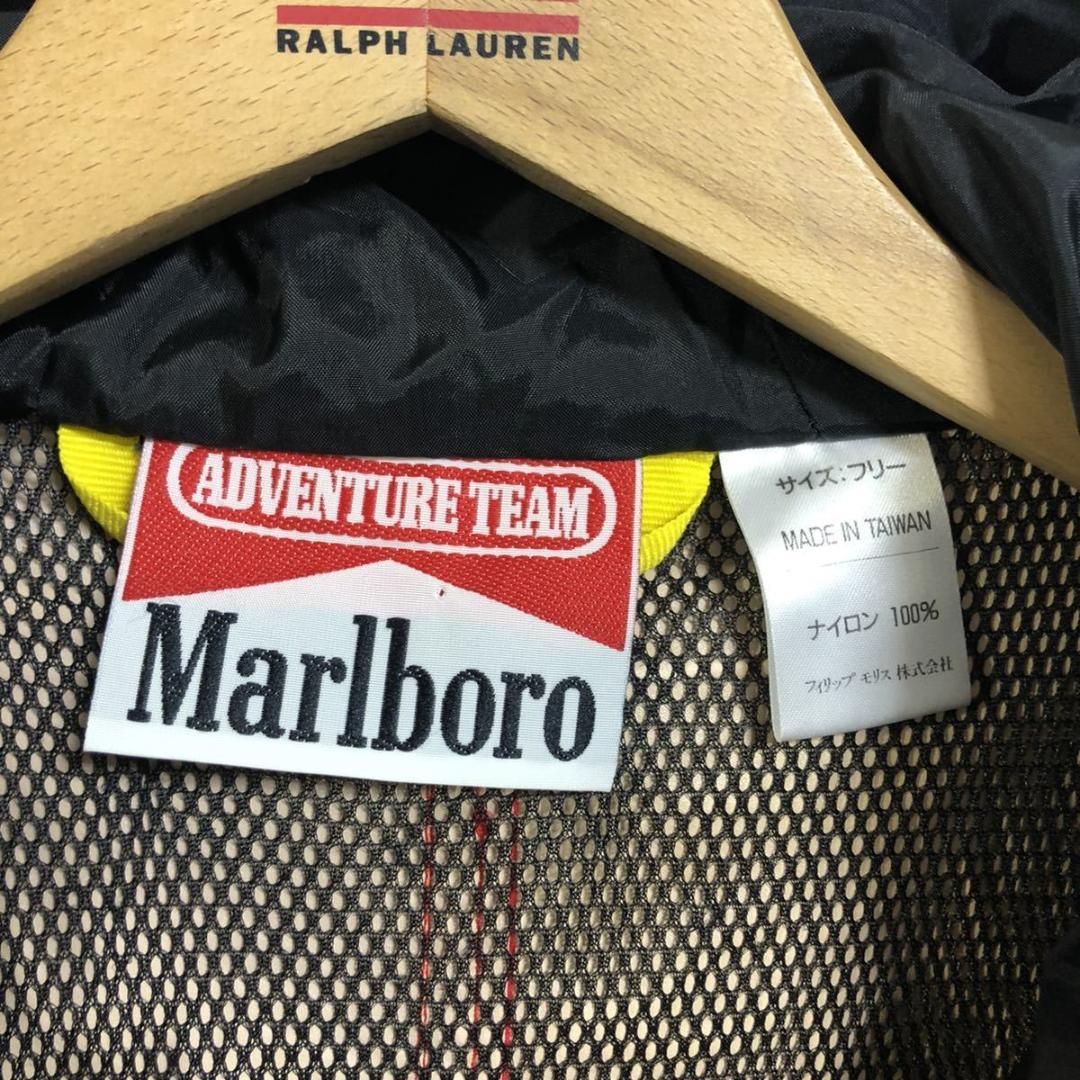 RALPH LAUREN
ADVENTURE TEAM
Marlboro
サイズ:フリー
MADE IN TAIWAN
ナイロン 100%
フィリップ モリス 株式会社